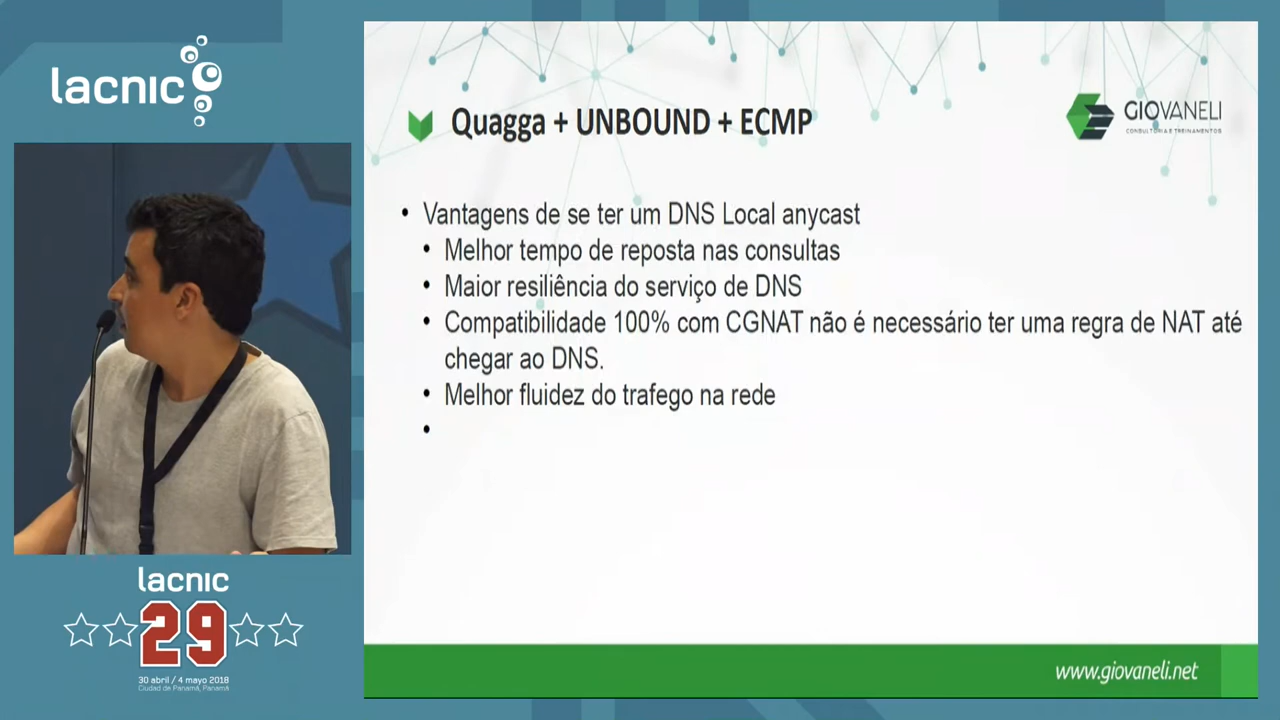 lacnic
Quagga + UNBOUND + ECMP
GIOVANELI
CONSULTORIA E TREINAMENTOS
• Vantagens de se ter um DNS Local anycast
• Melhor tempo de reposta nas consultas
• Maior resiliência do serviço de DNS
• Compatibilidade 100% com CGNAT não é necessário ter uma regra de NAT até
chegar ao DNS.
• Melhor fluidez do trafego na rede
•
lacnic
29
30 abril / 4 mayo 2018
Ciudad de Panamá, Panamá
www.giovaneli.net